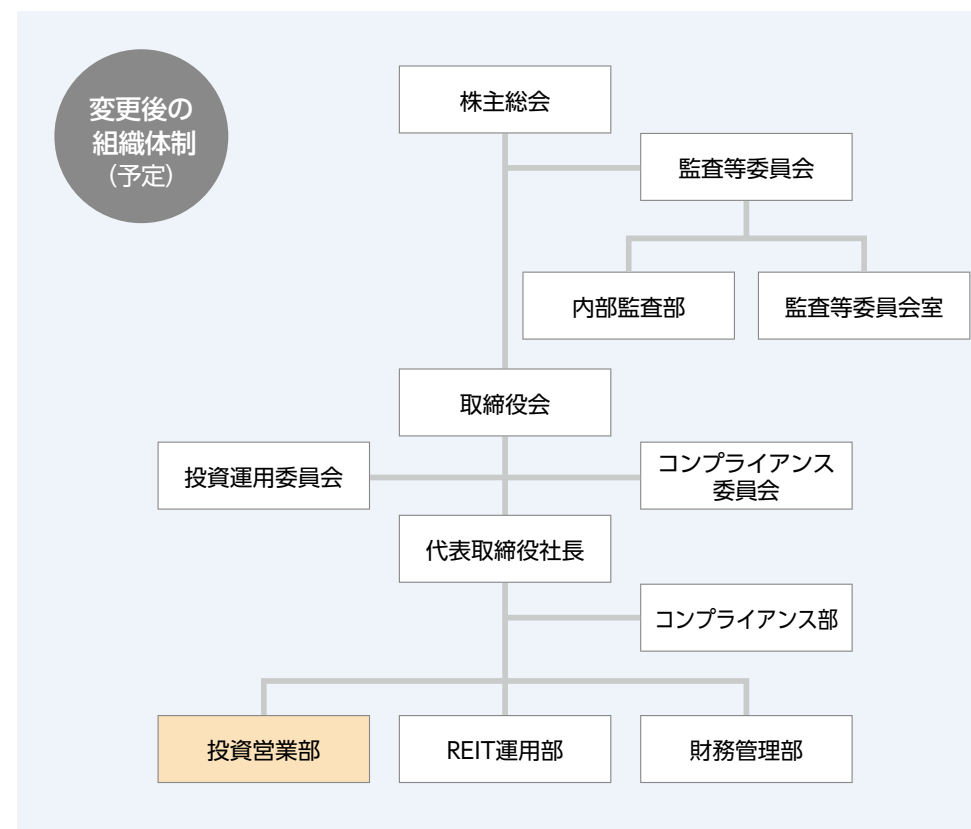 変更後の
組織体制
(予定)
株主総会
監査等委員会
内部監査部
監査等委員会室
取締役会
投資運用委員会
コンプライアンス
委員会
代表取締役社長
コンプライアンス部
投資営業部
REIT運用部
財務管理部